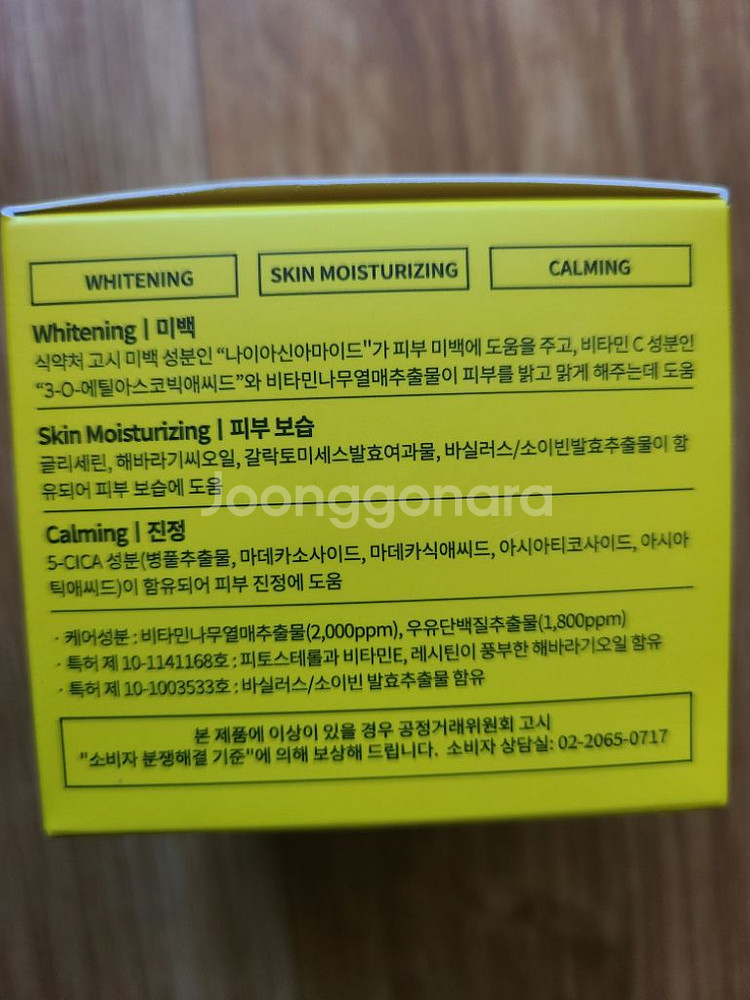 WHITENING
SKIN MOISTURIZING
CALMING
Whitening | 미백
식약처 고시 미백 성분인 “나이아신아마이드"가 피부 미백에 도움을 주고, 비타민 C 성분인
“3-O-에틸아스코빅애씨드”와 비타민나무열매추출물이 피부를 밝고 맑게 해주는데 도움
Skin Moisturizing | 피부 보습
글리세린, 해바라기씨오일, 갈락토미세스발효여과물, 바실러스/소이빈발효추출물이 함
유되어 피부 보습에 도움
Joonggonara
Calming | 진정
5-CICA 성분(병풀추출물, 마데카소사이드, 마데카식애씨드, 아시아티코사이드, 아시아
틱애씨드)이 함유되어 피부 진정에 도움
· 케어성분 : 비타민나무열매추출물(2,000ppm), 우유단백질추출물(1,800ppm)
· 특허 제 10-1141168호 : 피토스테롤과 비타민E, 레시틴이 풍부한 해바라기오일 함유
· 특허 제 10-1003533호 : 바실러스/소이빈 발효추출물 함유
본 제품에 이상이 있을 경우 공정거래위원회 고시
"소비자 분쟁해결 기준"에 의해 보상해 드립니다. 소비자 상담실: 02-2065-0717